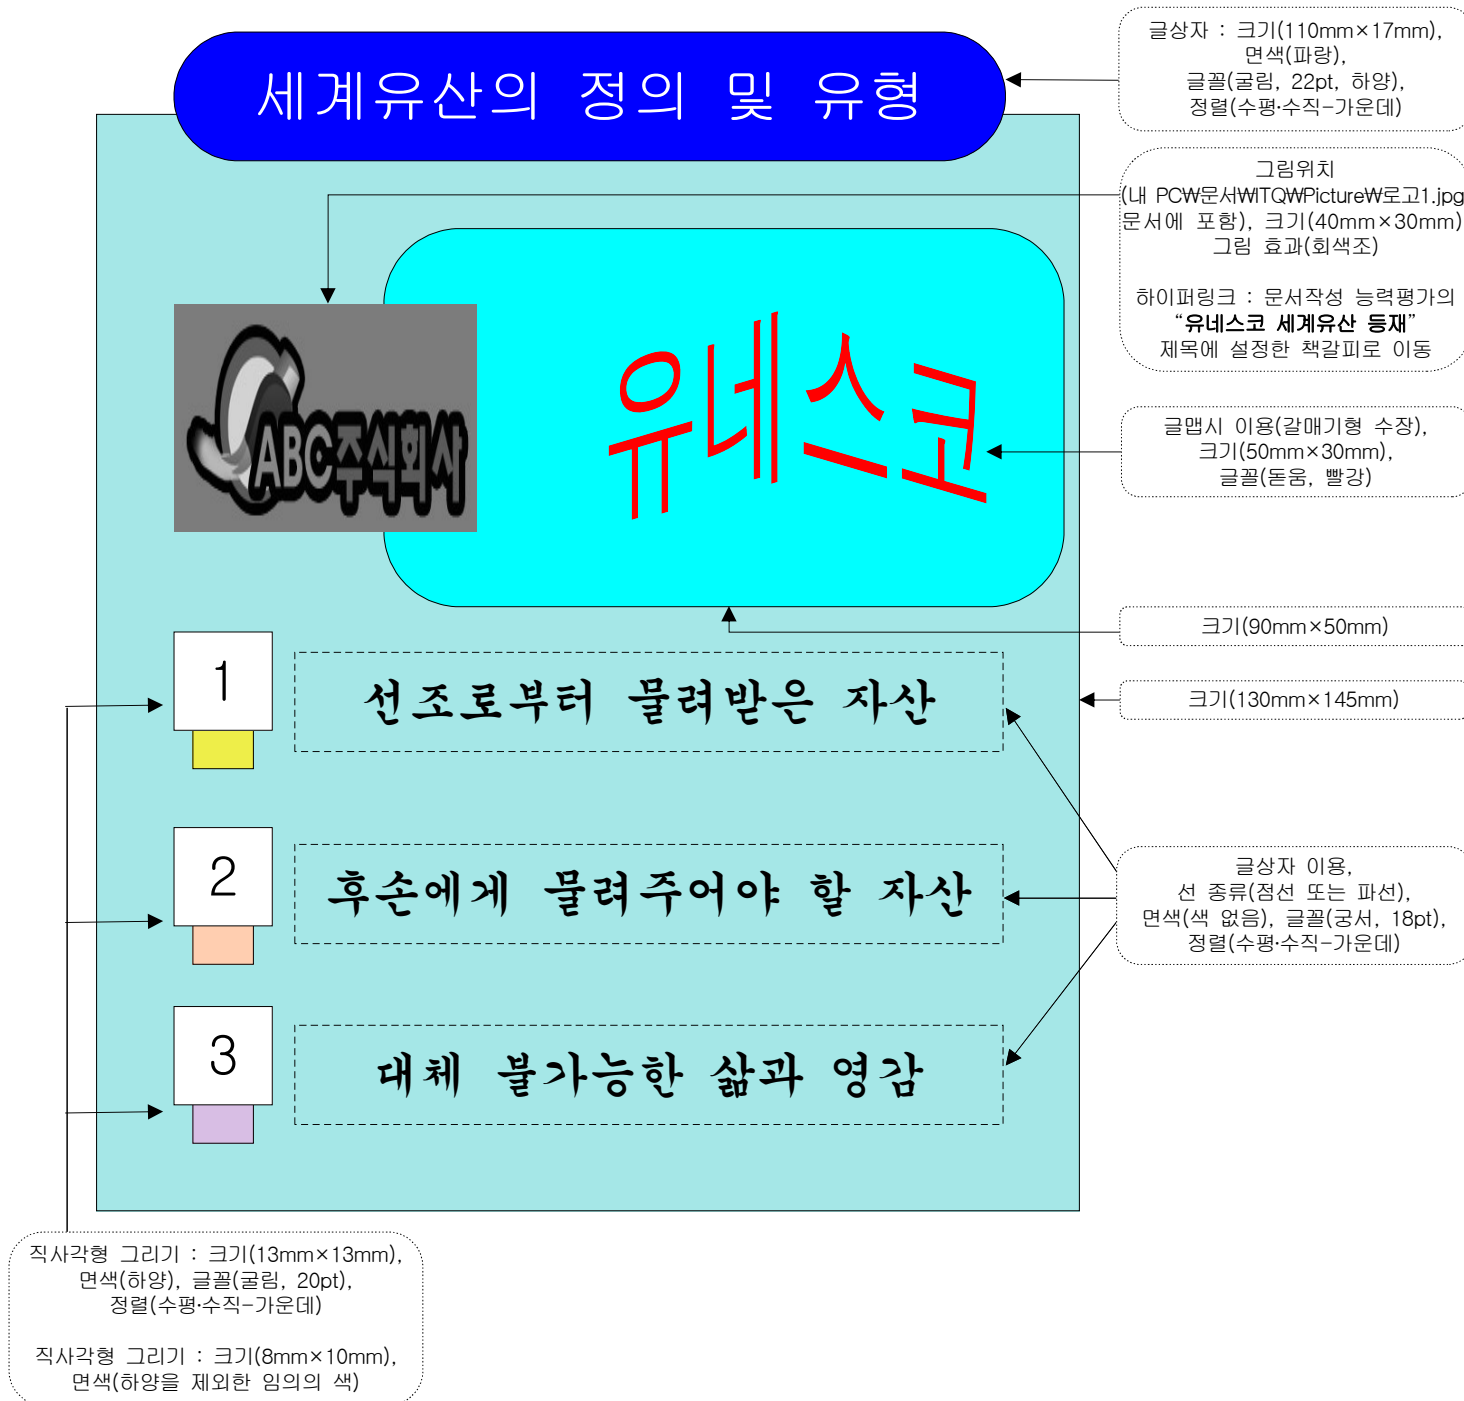 세계유산의 정의 및 유형
글상자 : 크기(110mm×17mm),
면색(파랑),
글꼴(굴림, 22pt, 하양),
정렬(수평·수직-가운데)
그림위치
(내 PC₩문서₩ITQ₩Picture₩로고1.jpg
문서에 포함), 크기(40mm×30mm)
그림 효과(회색조)
하이퍼링크 : 문서작성 능력평가의
“유네스코 세계유산 등재”
제목에 설정한 책갈피로 이동
ABC주식회사
유네스코
글맵시 이용(갈매기형 수장),
크기(50mm×30mm),
글꼴(돋움, 빨강)
크기(90mm×50mm)
1
선조로부터 물려받은 자산
크기(130mm×145mm)
2
후손에게 물려주어야 할 자산
글상자 이용,
선 종류(점선 또는 파선),
면색(색 없음), 글꼴(궁서, 18pt),
정렬(수평·수직-가운데)
3
대체 불가능한 삶과 영감
직사각형 그리기 : 크기(13mm×13mm),
면색(하양), 글꼴(굴림, 20pt),
정렬(수평·수직-가운데)
직사각형 그리기 : 크기(8mm×10mm),
면색(하양을 제외한 임의의 색)